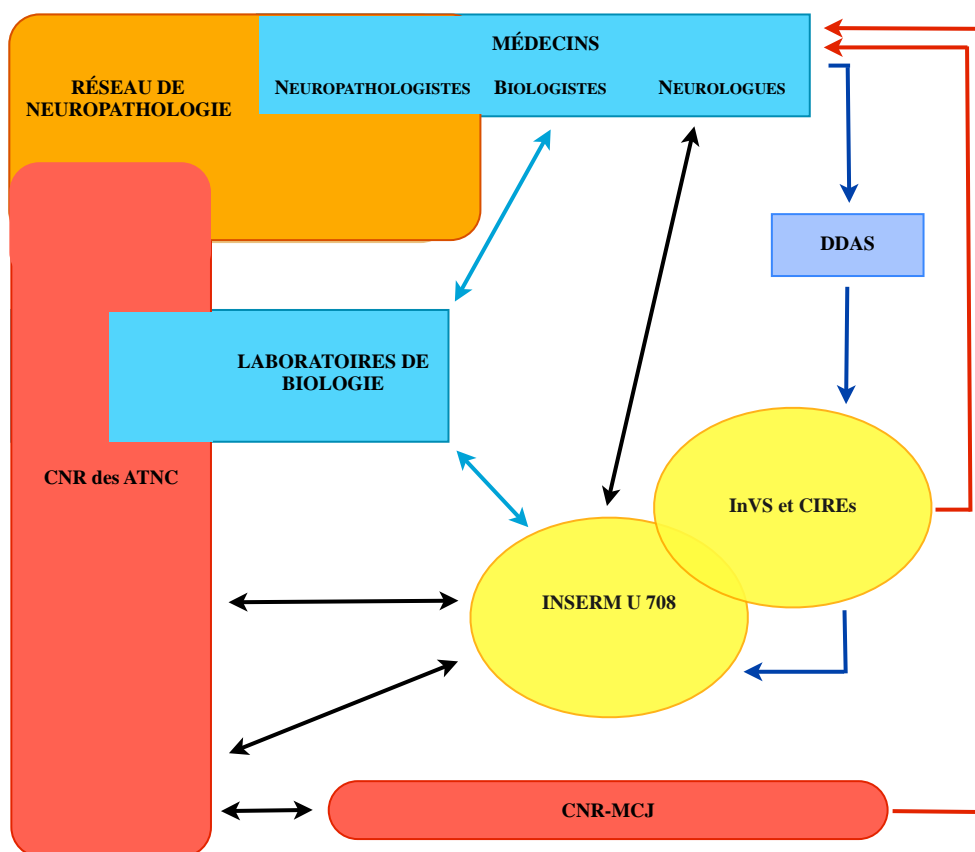 MÉDECINS
RÉSEAU DE
NEUROPATHOLOGIE
NEUROPATHOLOGISTES BIOLOGISTES NEUROLOGUES
DDAS
LABORATOIRES DE
BIOLOGIE
CNR des ATNC
InVS et CIREs
INSERM U 708
CNR-MCJ